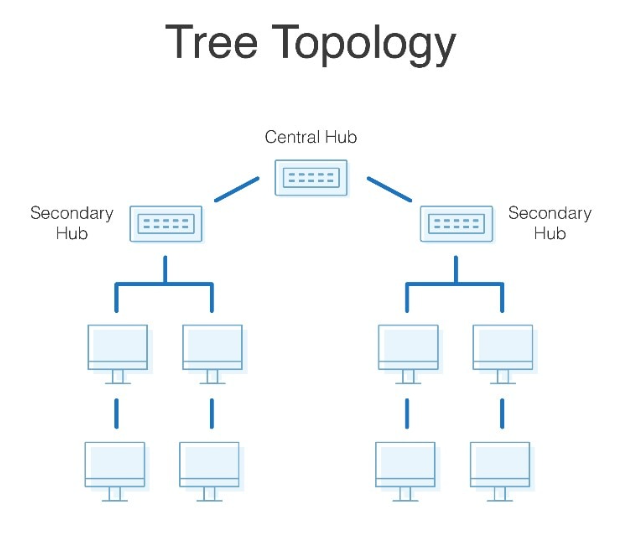 Tree Topology
Central Hub
Secondary
Hub
Secondary
Hub